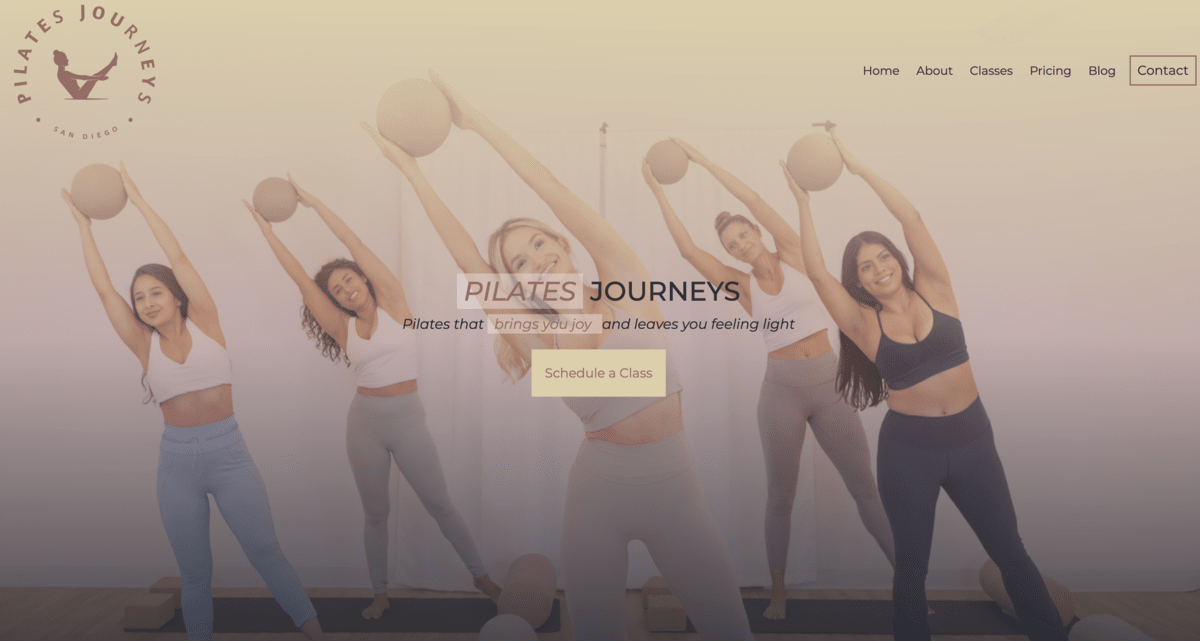 PILATES JOURNEYS
SAN DIEGO
Home About Classes Pricing Blog Contact
PILATES JOURNEYS
Pilates that brings you joy and leaves you feeling light
Schedule a Class